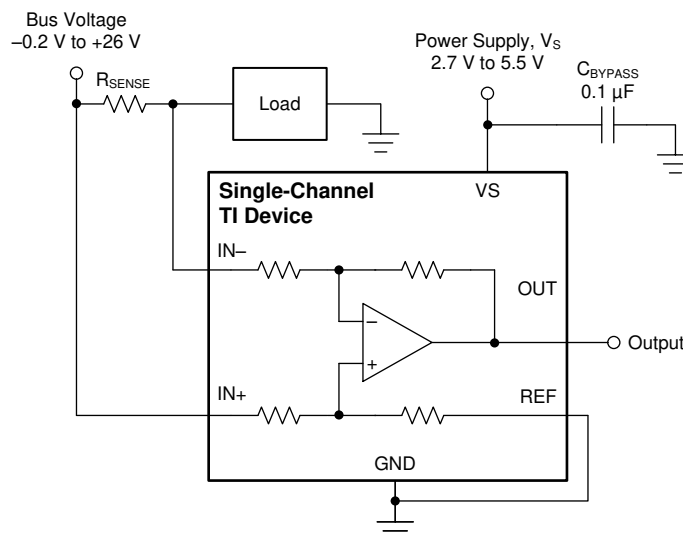 Bus Voltage
–0.2 V to +26 V
RSENSE
Load
Power Supply, VS
2.7 V to 5.5 V
CBYPASS
0.1 µF
Single-Channel
TI Device
VS
IN–
OUT
–
+
Output
IN+
REF
GND